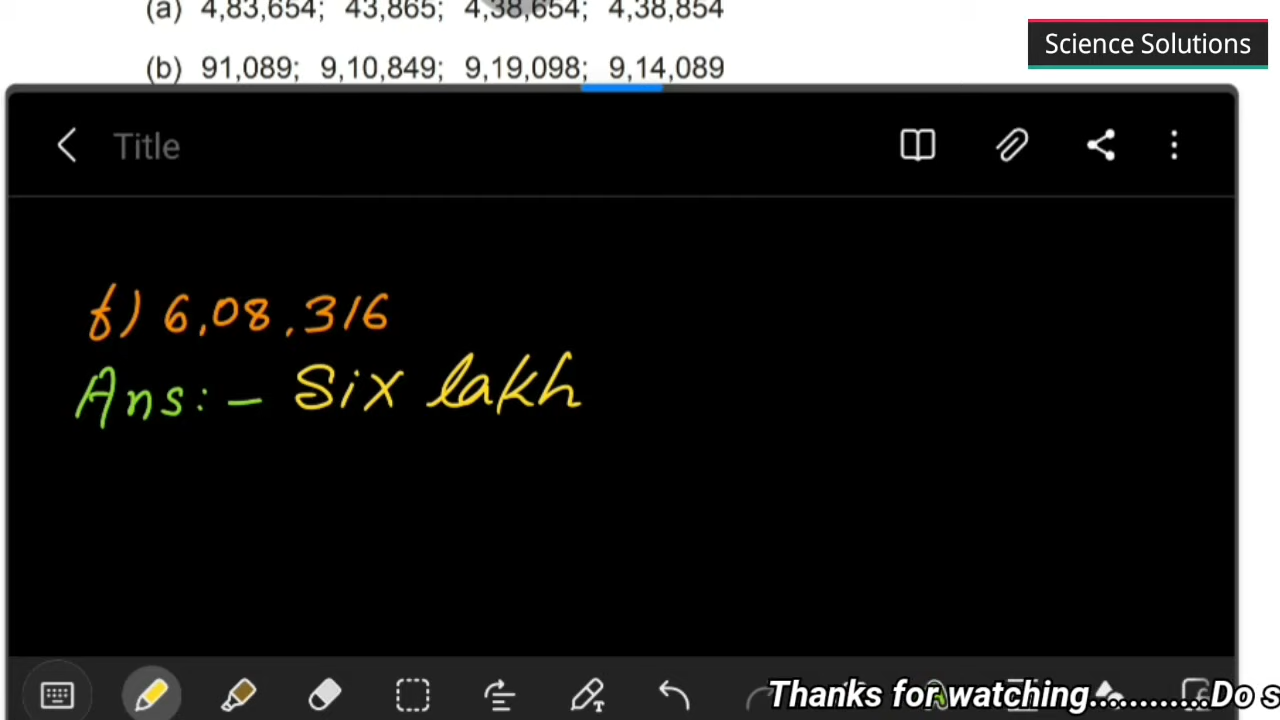 (a) 4,83,654; 43,865; 4,38,654; 4,38,854
Science Solutions
(b) 91,089; 9,10,849; 9,19,098; 9,14,089
Title
f) 6,08,316
Ans:- Six lakh
Thanks for watching...........Do s